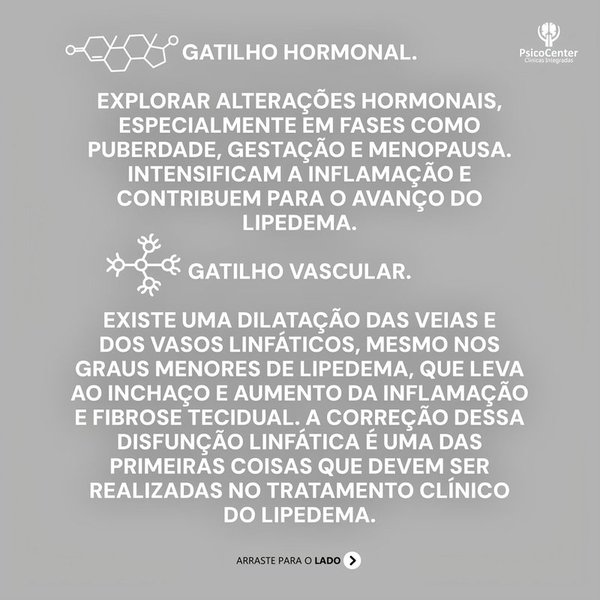 GATILHO HORMONAL.
PsicoCenter
Clínicas Integradas
EXPLORAR ALTERAÇÕES HORMONAIS,
ESPECIALMENTE EM FASES COMO
PUBERDADE, GESTAÇÃO E MENOPAUSA.
INTENSIFICAM A INFLAMAÇÃO E
CONTRIBUEM PARA O AVANÇO DO
LIPEDEMA.
GATILHO VASCULAR.
EXISTE UMA DILATAÇÃO DAS VEIAS E
DOS VASOS LINFÁTICOS, MESMO NOS
GRAUS MENORES DE LIPEDEMA, QUE LEVA
AO INCHAÇO E AUMENTO DA INFLAMAÇÃO
E FIBROSE TECIDUAL. A CORREÇÃO DESSA
DISFUNÇÃO LINFÁTICA É UMA DAS
PRIMEIRAS COISAS QUE DEVEM SER
REALIZADAS NO TRATAMENTO CLÍNICO
DO LIPEDEMA.
ARRASTE PARA O LADO